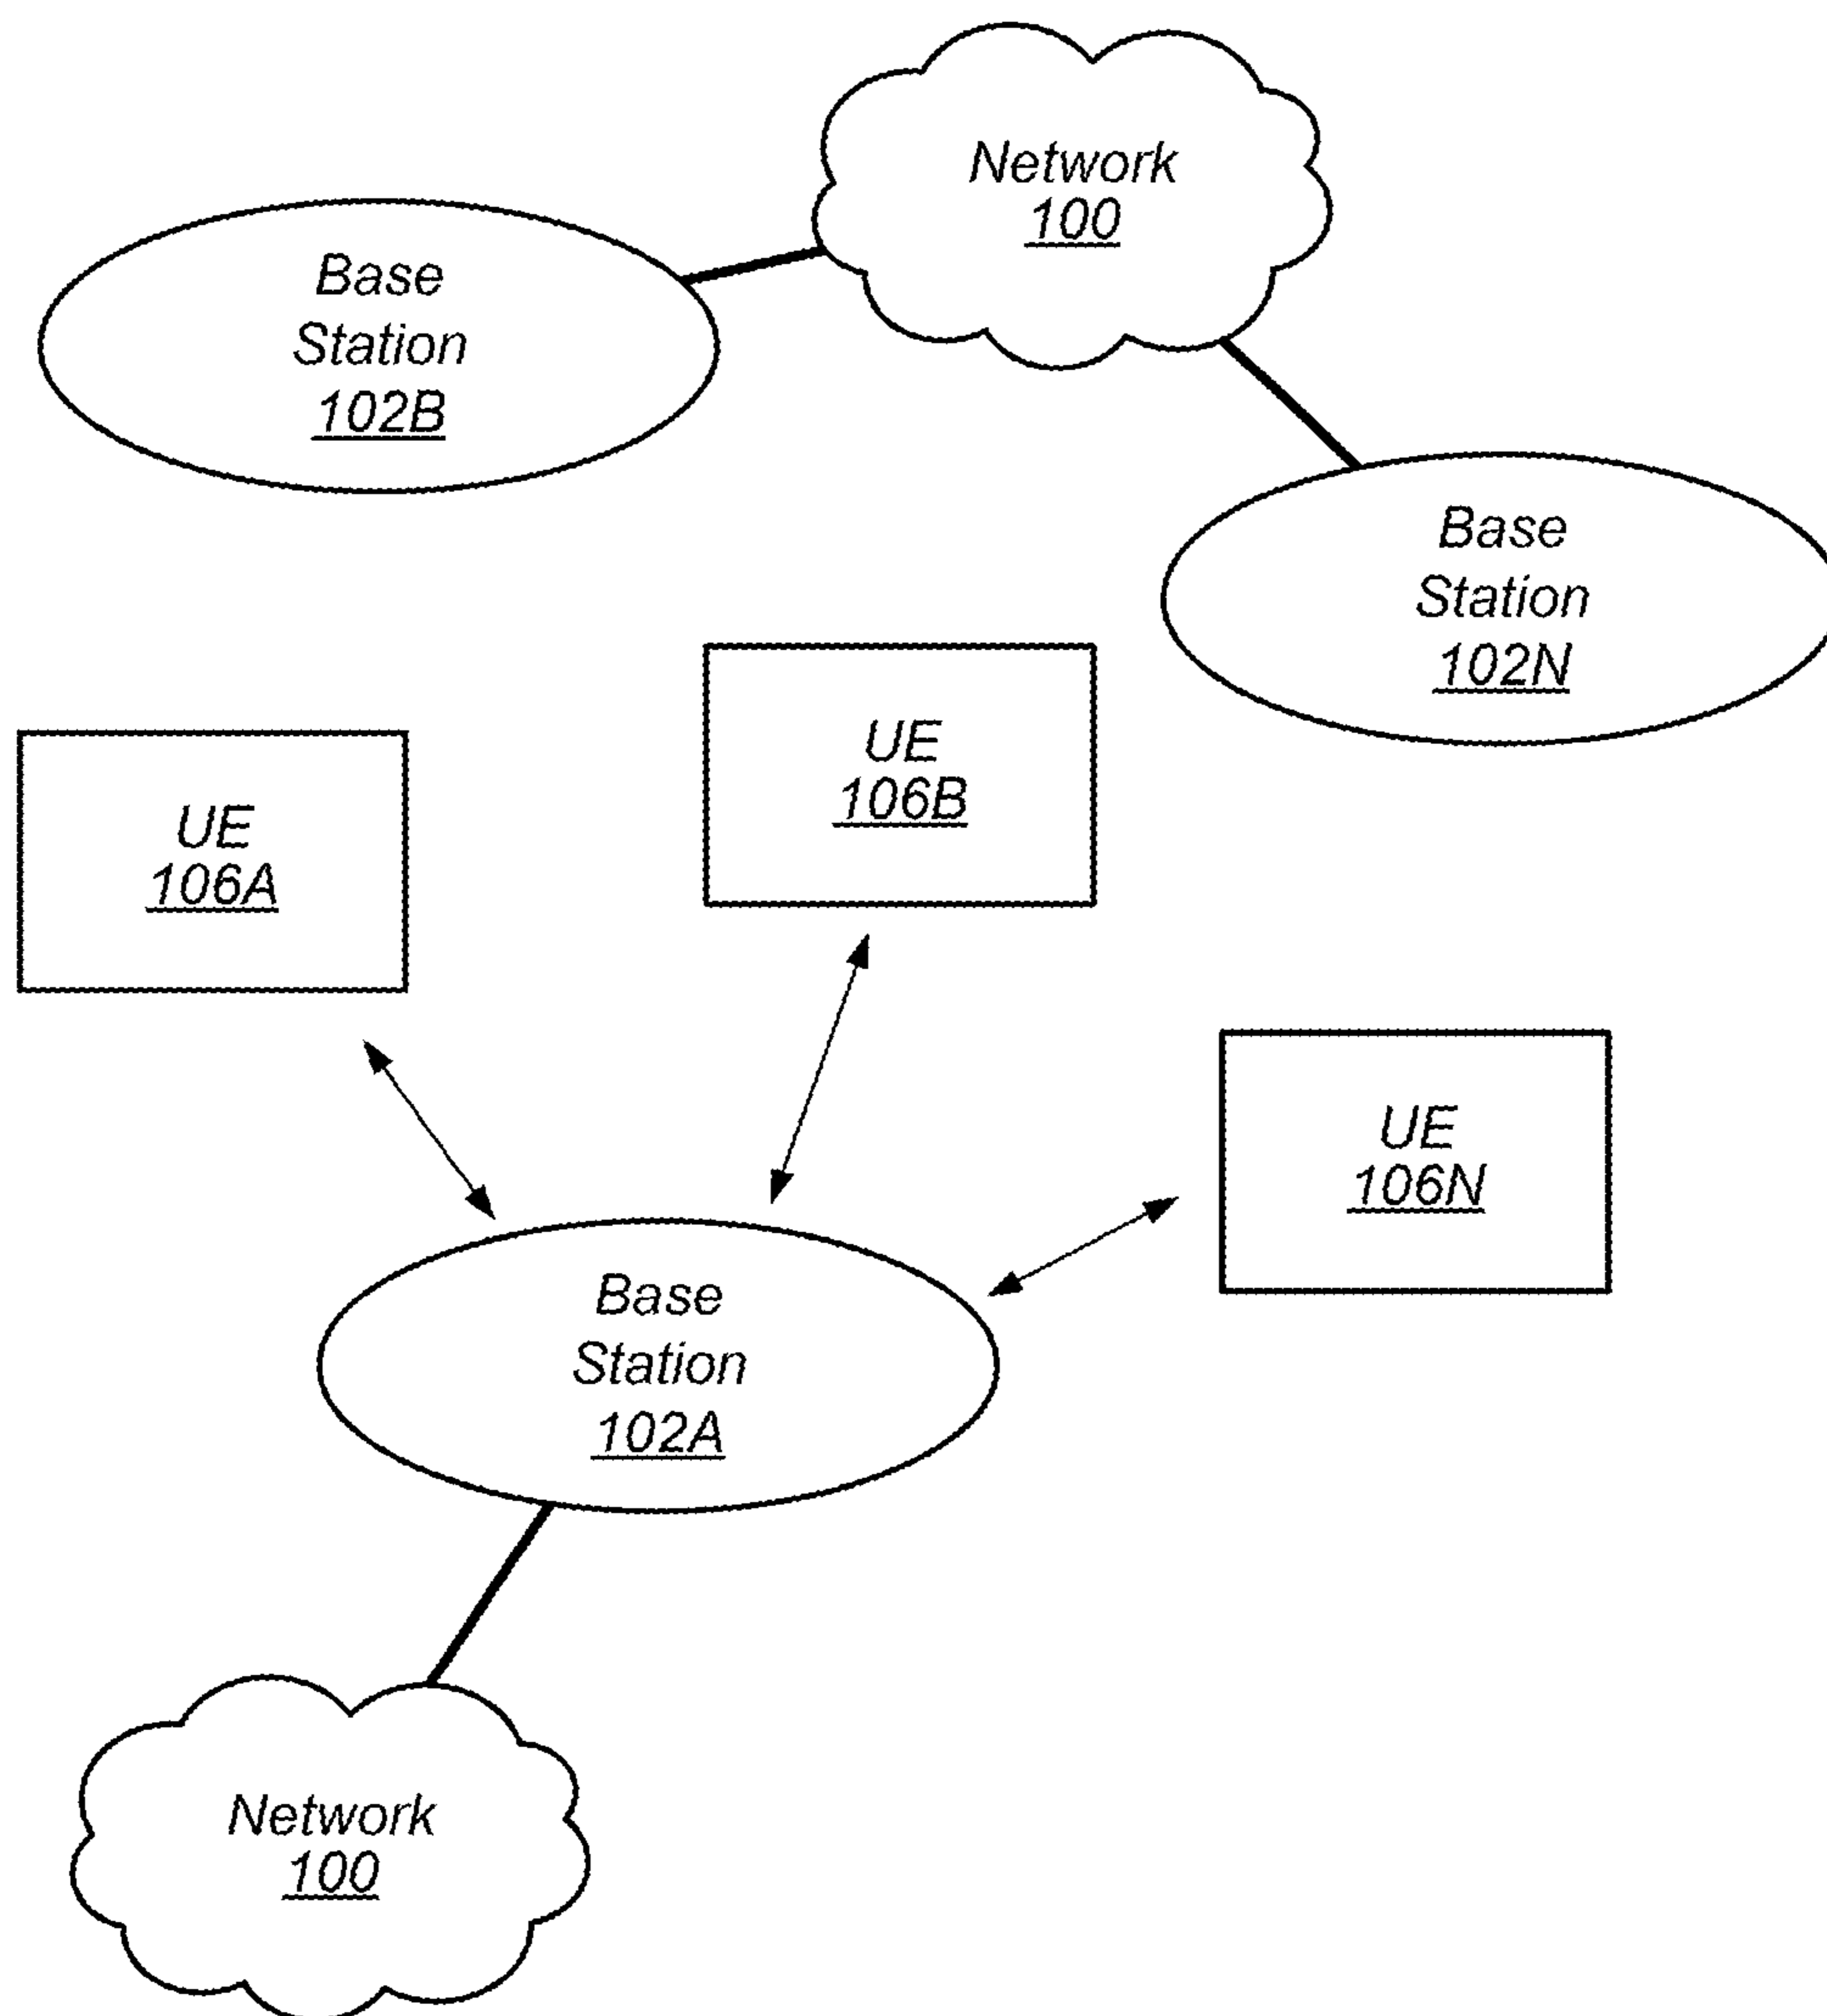 Network
100
Base
Station
102B
Base
Station
102N
UE
106B
UE
106A
UE
106N
Base
Station
102A
Network
100